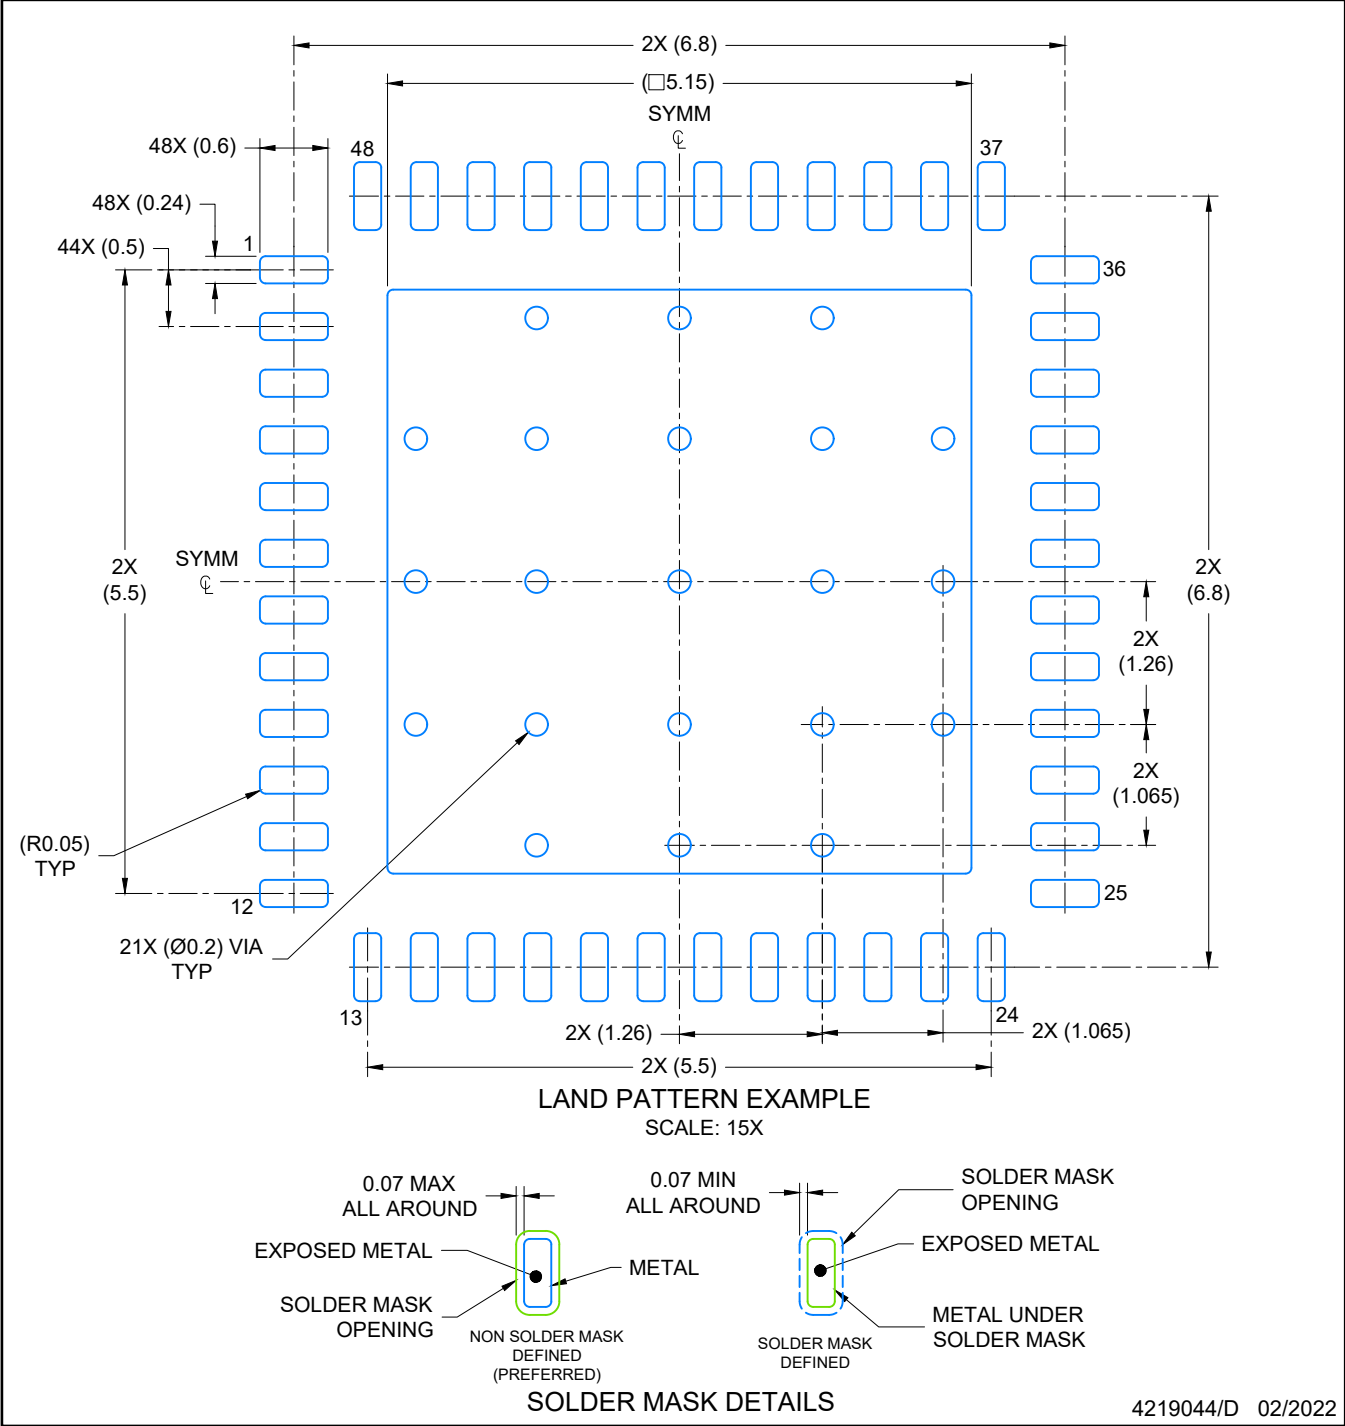 2X (6.8)
(□5.15)
SYMM
℄
48X (0.6)
48
37
48X (0.24)
44X (0.5)
1
36
SYMM
℄
2X
(5.5)
2X
(6.8)
2X
(1.26)
2X
(1.065)
(R0.05)
TYP
12
25
21X (Ø0.2) VIA
TYP
13
24
2X (1.26)
2X (1.065)
2X (5.5)
LAND PATTERN EXAMPLE
SCALE: 15X
0.07 MAX
ALL AROUND
EXPOSED METAL
METAL
SOLDER MASK
OPENING
NON SOLDER MASK
DEFINED
(PREFERRED)
0.07 MIN
ALL AROUND
SOLDER MASK
OPENING
EXPOSED METAL
METAL UNDER
SOLDER MASK
SOLDER MASK
DEFINED
SOLDER MASK DETAILS
4219044/D 02/2022